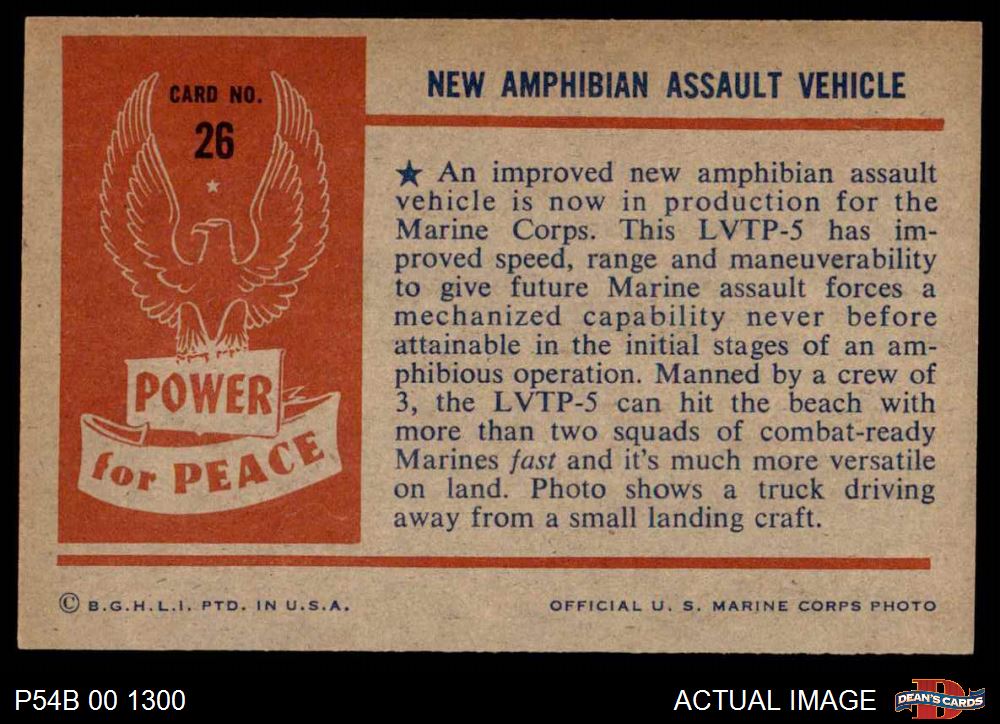 CARD NO.
26
POWER
for PEACE
NEW AMPHIBIAN ASSAULT VEHICLE
★ An improved new amphibian assault
vehicle is now in production for the
Marine Corps. This LVTP-5 has im-
proved speed, range and maneuverability
to give future Marine assault forces a
mechanized capability never before
attainable in the initial stages of an am-
phibious operation. Manned by a crew of
3, the LVTP-5 can hit the beach with
more than two squads of combat-ready
Marines fast and it's much more versatile
on land. Photo shows a truck driving
away from a small landing craft.
© B.G.H.L.I. PTD. IN U.S.A.
OFFICIAL U. S. MARINE CORPS PHOTO
P54B 00 1300
ACTUAL IMAGE
D
DEAN'S CARDS